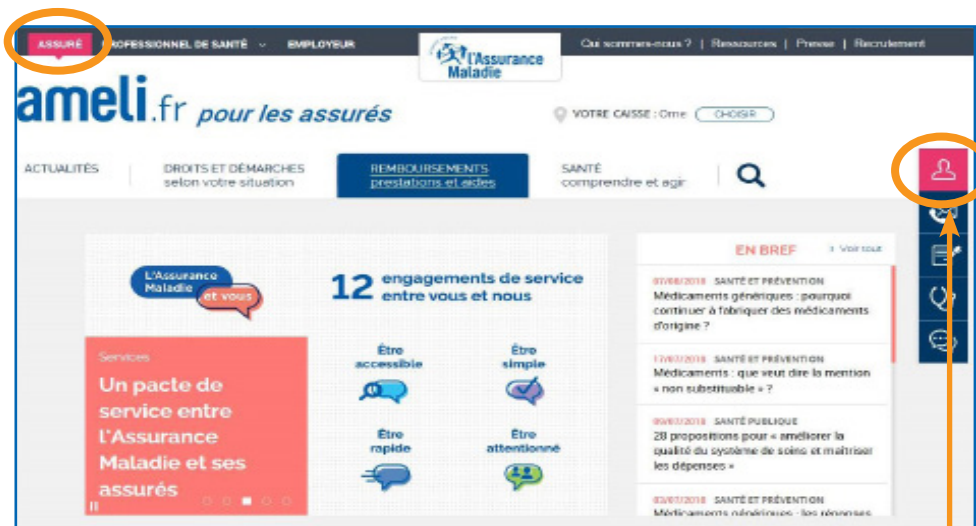 ASSURÉ PROFESSIONNEL DE SANTÉ EMPLOYEUR
l'Assurance
Maladie
Qui sommes-nous ? | Ressources | Presse | Recrutement
ameli.fr pour les assurés
VOTRE CAISSE : Orne CHOISIR
ACTUALITÉS
DROITS ET DÉMARCHES
selon votre situation
REMBOURSEMENTS
prestations et aides
SANTÉ
comprendre et agir
L'Assurance
Maladie
et vous
12 engagements de service
entre vous et nous
Être
accessible
Être
simple
Être
rapide
Être
attentionné
Services
Un pacte de
service entre
l'Assurance
Maladie et ses
assurés
EN BREF
Voir tout
SANTÉ ET PRÉVENTION
Médicaments génériques : pourquoi
continuer à fabriquer des médicaments
d'origine ?
17/07/2018 SANTÉ ET PRÉVENTION
Médicaments : que veut dire la mention
« non substituable » ?
SANTÉ PUBLIQUE
28 propositions pour « améliorer la
qualité du système de soins et maîtriser
les dépenses »
03/07/2018 SANTÉ ET PRÉVENTION
Médicaments génériques : les réponses